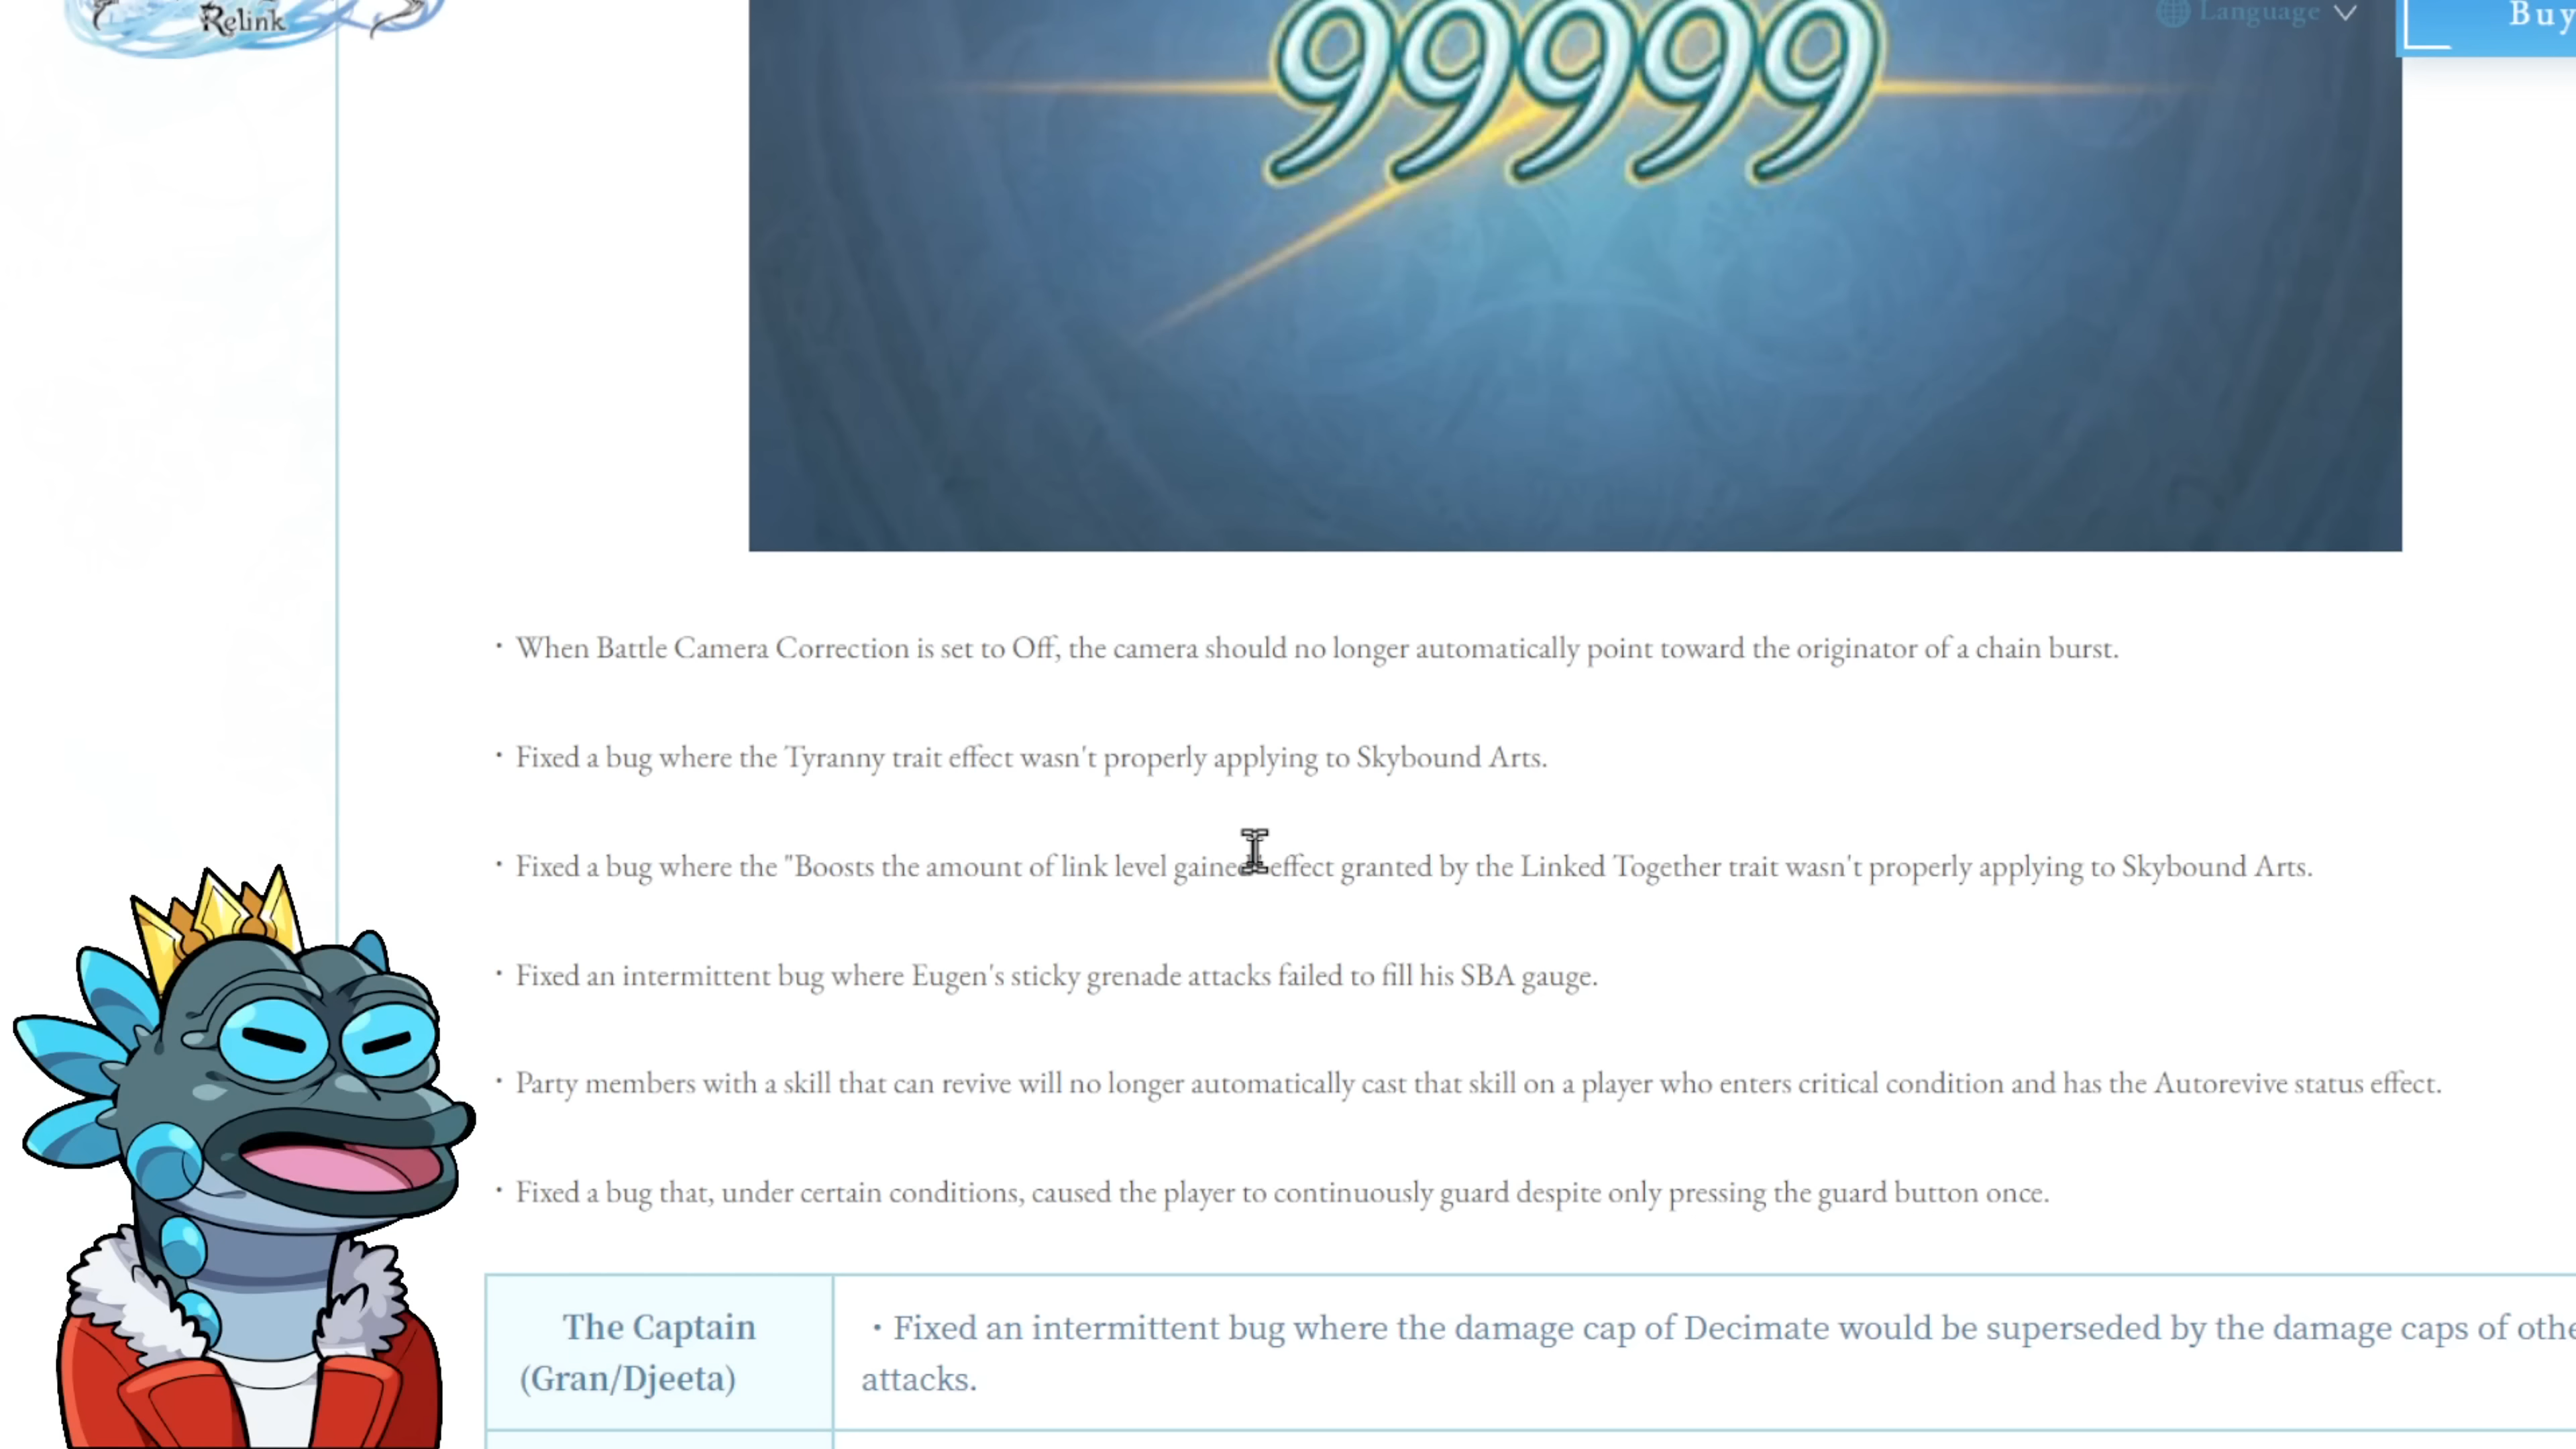 Relink
Language
Buy
99999
・When Battle Camera Correction is set to Off, the camera should no longer automatically point toward the originator of a chain burst.
・Fixed a bug where the Tyranny trait effect wasn't properly applying to Skybound Arts.
・Fixed a bug where the "Boosts the amount of link level gained" effect granted by the Linked Together trait wasn't properly applying to Skybound Arts.
・Fixed an intermittent bug where Eugen's sticky grenade attacks failed to fill his SBA gauge.
・Party members with a skill that can revive will no longer automatically cast that skill on a player who enters critical condition and has the Autorevive status effect.
・Fixed a bug that, under certain conditions, caused the player to continuously guard despite only pressing the guard button once.
The Captain
(Gran/Djeeta)
・Fixed an intermittent bug where the damage cap of Decimate would be superseded by the damage caps of othe
attacks.